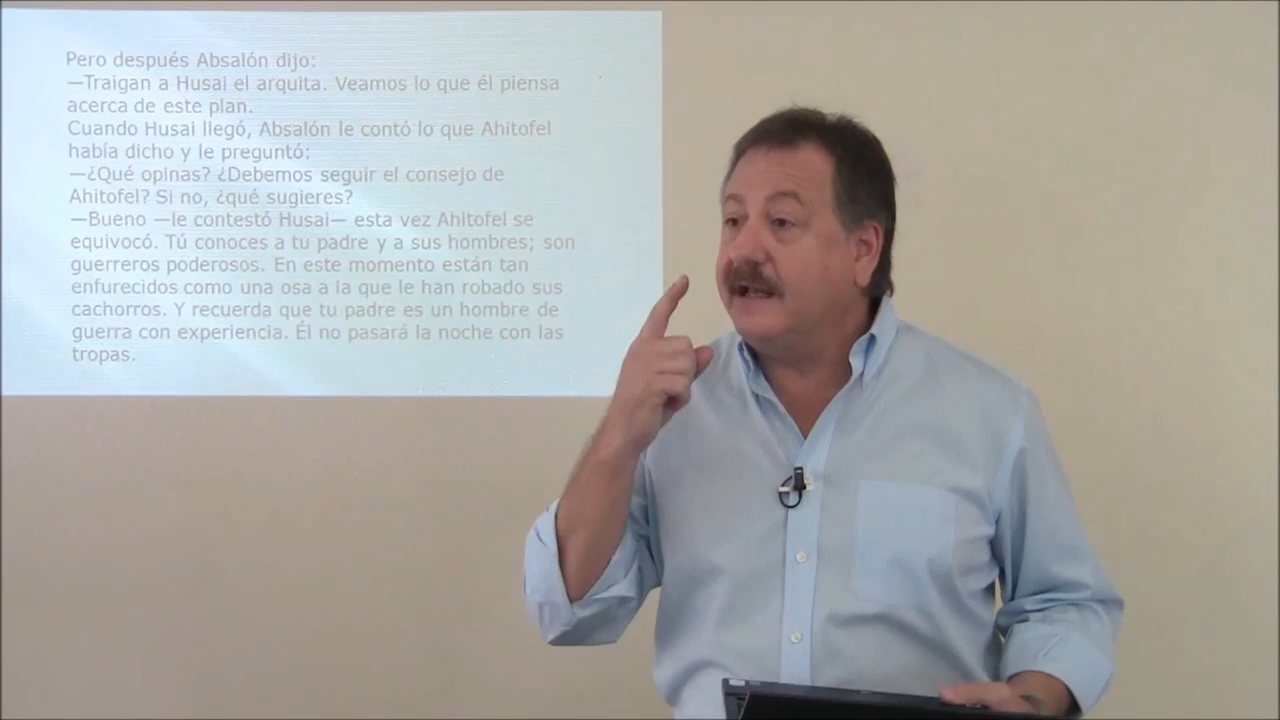 Pero después Absalón dijo:
—Traigan a Husai el arquita. Veamos lo que él piensa
acerca de este plan.
Cuando Husai llegó, Absalón le contó lo que Ahitofel
había dicho y le preguntó:
—¿Qué opinas? ¿Debemos seguir el consejo de
Ahitofel? Si no, ¿qué sugieres?
—Bueno —le contestó Husai— esta vez Ahitofel se
equivocó. Tú conoces a tu padre y a sus hombres; son
guerreros poderosos. En este momento están tan
enfurecidos como una osa a la que le han robado sus
cachorros. Y recuerda que tu padre es un hombre de
guerra con experiencia. Él no pasará la noche con las
tropas.